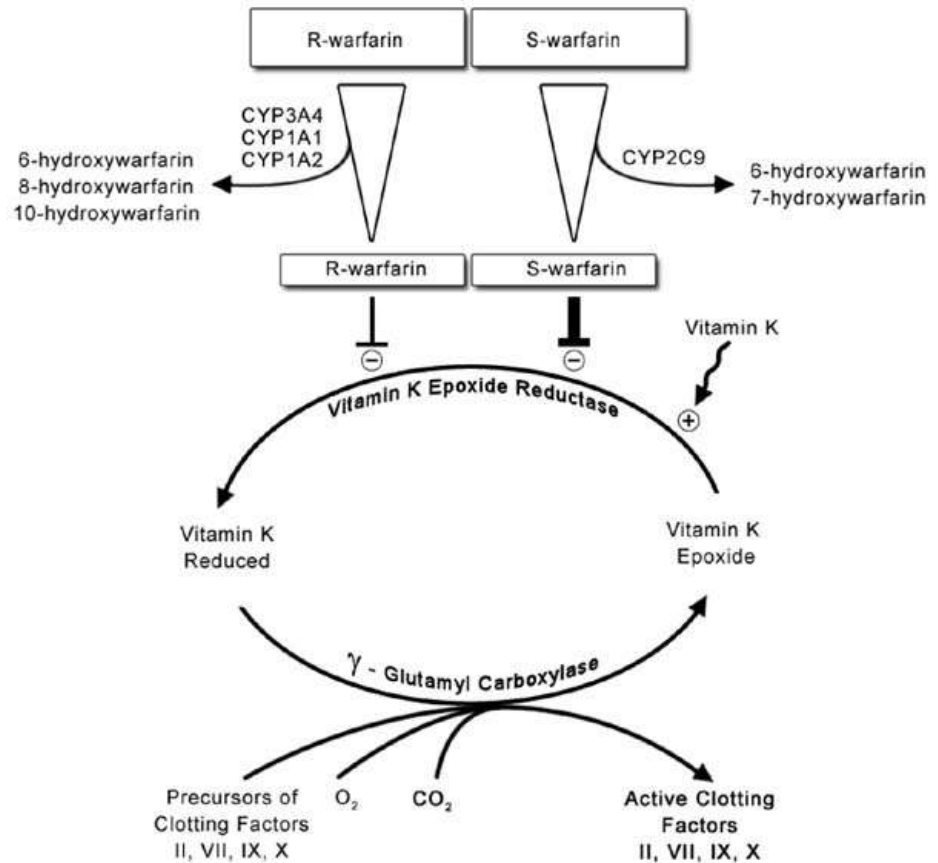 R-warfarin
S-warfarin
CYP3A4
CYP1A1
CYP1A2
CYP2C9
6-hydroxywarfarin
8-hydroxywarfarin
10-hydroxywarfarin
6-hydroxywarfarin
7-hydroxywarfarin
R-warfarin
S-warfarin
−
−
Vitamin K
+
Vitamin K Epoxide Reductase
Vitamin K
Reduced
Vitamin K
Epoxide
γ - Glutamyl Carboxylase
Precursors of
Clotting Factors
II, VII, IX, X
O₂
CO₂
Active Clotting
Factors
II, VII, IX, X